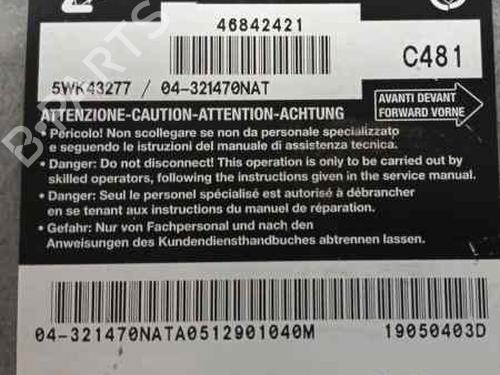 46842421
C481
5WK43277 / 04-321470NAT
AVANTI DEVANT
FORWARD VORNE
ATTENZIONE-CAUTION-ATTENTION-ACHTUNG
• Pericolo! Non scollegare se non da personale specializzato
e seguendo le istruzioni del manuale di assistenza tecnica.
• Danger: Do not disconnect! This operation is only to be carried out by
skilled operators, following the instructions given in the service manual.
• Danger: Seul le personel spécialisé est autorisé à débrancher
en se tenant aux instructions du manuel de réparation.
• Gefahr: Nur von Fachpersonal und nach den
Anweisungen des Kundendiensthandbuches abtrennen lassen.
04-321470NATA0512901040M
19050403D
B-PARTS